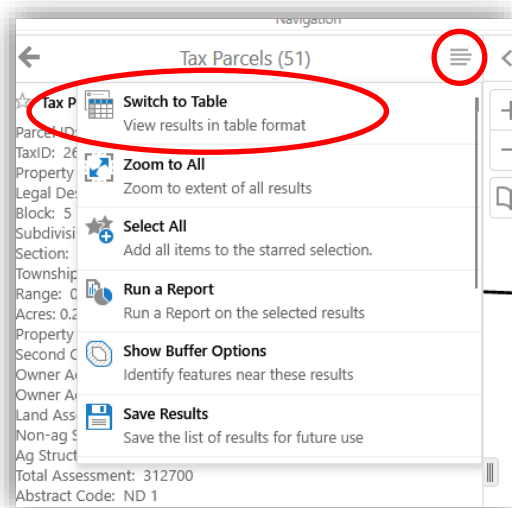 Navigation
Tax Parcels (51)
Tax P
Switch to Table
Parcel ID:
View results in table format
TaxID: 26
Property
Zoom to All
Legal Des
Zoom to extent of all results
Block: 5
Subdivisi
Select All
Section:
Add all items to the starred selection.
Township
Range: 0
Run a Report
Acres: 0.2
Run a Report on the selected results
Property
Second C
Show Buffer Options
Owner A
Identify features near these results
Owner A
Land Ass
Save Results
Non-ag S
Save the list of results for future use
Ag Struct
Total Assessment: 312700
Abstract Code: ND 1